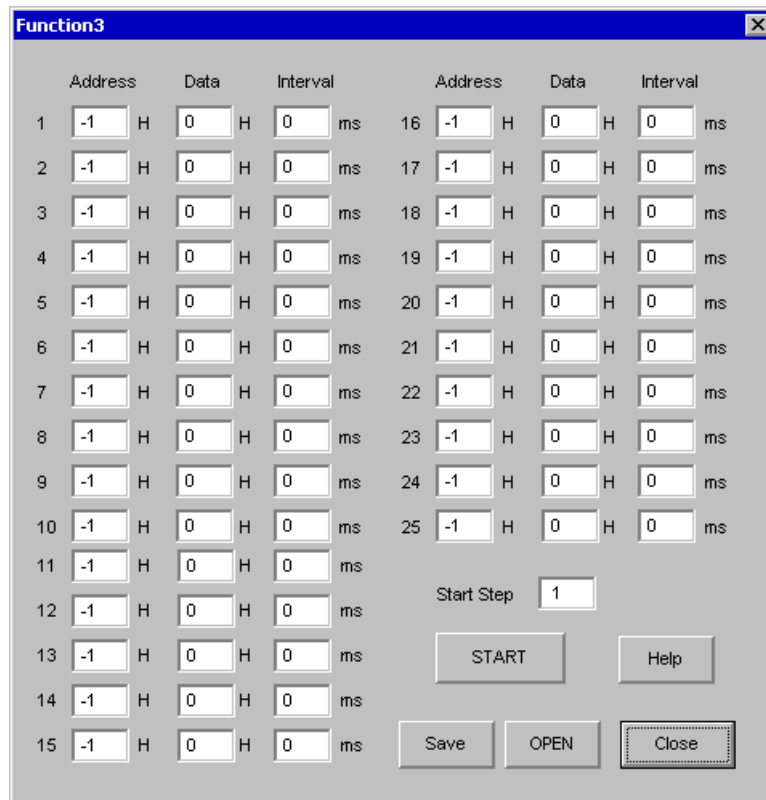 Function3
Address Data Interval Address Data Interval
1 -1 H 0 H 0 ms 16 -1 H 0 H 0 ms
2 -1 H 0 H 0 ms 17 -1 H 0 H 0 ms
3 -1 H 0 H 0 ms 18 -1 H 0 H 0 ms
4 -1 H 0 H 0 ms 19 -1 H 0 H 0 ms
5 -1 H 0 H 0 ms 20 -1 H 0 H 0 ms
6 -1 H 0 H 0 ms 21 -1 H 0 H 0 ms
7 -1 H 0 H 0 ms 22 -1 H 0 H 0 ms
8 -1 H 0 H 0 ms 23 -1 H 0 H 0 ms
9 -1 H 0 H 0 ms 24 -1 H 0 H 0 ms
10 -1 H 0 H 0 ms 25 -1 H 0 H 0 ms
11 -1 H 0 H 0 ms
12 -1 H 0 H 0 ms Start Step 1
13 -1 H 0 H 0 ms START Help
14 -1 H 0 H 0 ms
15 -1 H 0 H 0 ms Save OPEN Close